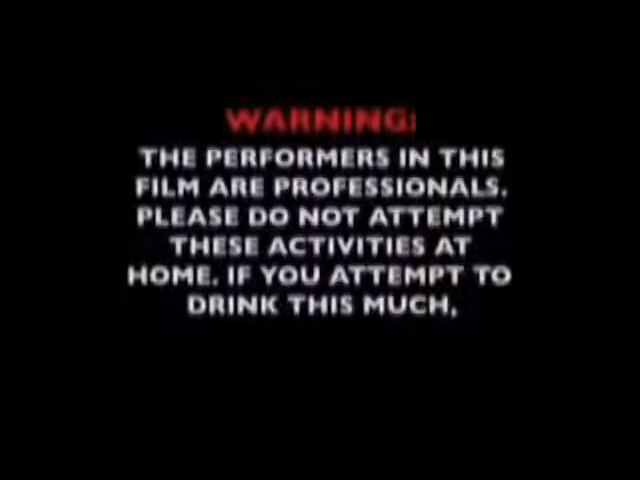 WARNING:
THE PERFORMERS IN THIS
FILM ARE PROFESSIONALS.
PLEASE DO NOT ATTEMPT
THESE ACTIVITIES AT
HOME. IF YOU ATTEMPT TO
DRINK THIS MUCH,